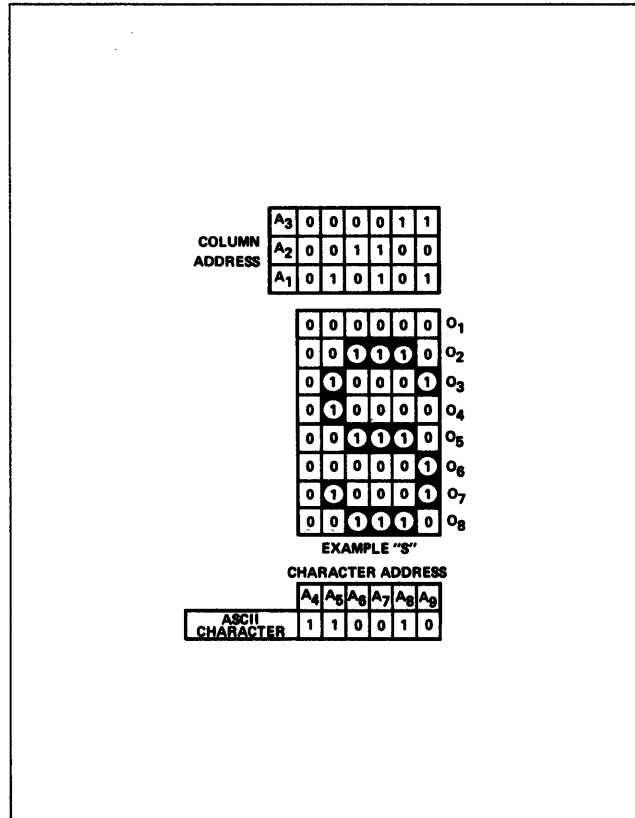 A3 0 0 0 0 1 1
COLUMN ADDRESS
A2 0 0 1 1 0 0
A1 0 1 0 1 0 1
0 0 0 0 0 0 O1
0 0 1 1 1 0 O2
0 1 0 0 0 1 O3
0 1 0 0 0 0 O4
0 0 1 1 1 0 O5
0 0 0 0 0 1 O6
0 1 0 0 0 1 O7
0 0 1 1 1 0 O8
EXAMPLE "S"
CHARACTER ADDRESS
A4 A5 A6 A7 A8 A9
ASCII CHARACTER 1 1 0 0 1 0